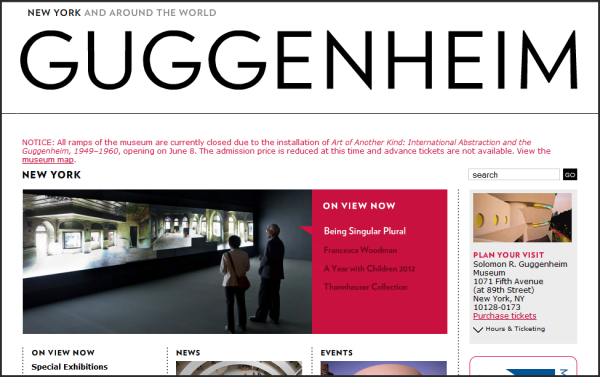 NEW YORK AND AROUND THE WORLD
GUGGENHEIM
NOTICE: All ramps of the museum are currently closed due to the installation of Art of Another Kind: International Abstraction and the
Guggenheim, 1949–1960, opening on June 8. The admission price is reduced at this time and advance tickets are not available. View the
museum map.
NEW YORK
search
GO
ON VIEW NOW
Being Singular Plural
Francesca Woodman
A Year with Children 2012
Thannhauser Collection
PLAN YOUR VISIT
Solomon R. Guggenheim
Museum
1071 Fifth Avenue
(at 89th Street)
New York, NY
10128-0173
Purchase tickets
Hours & Ticketing
ON VIEW NOW
Special Exhibitions
NEWS
EVENTS